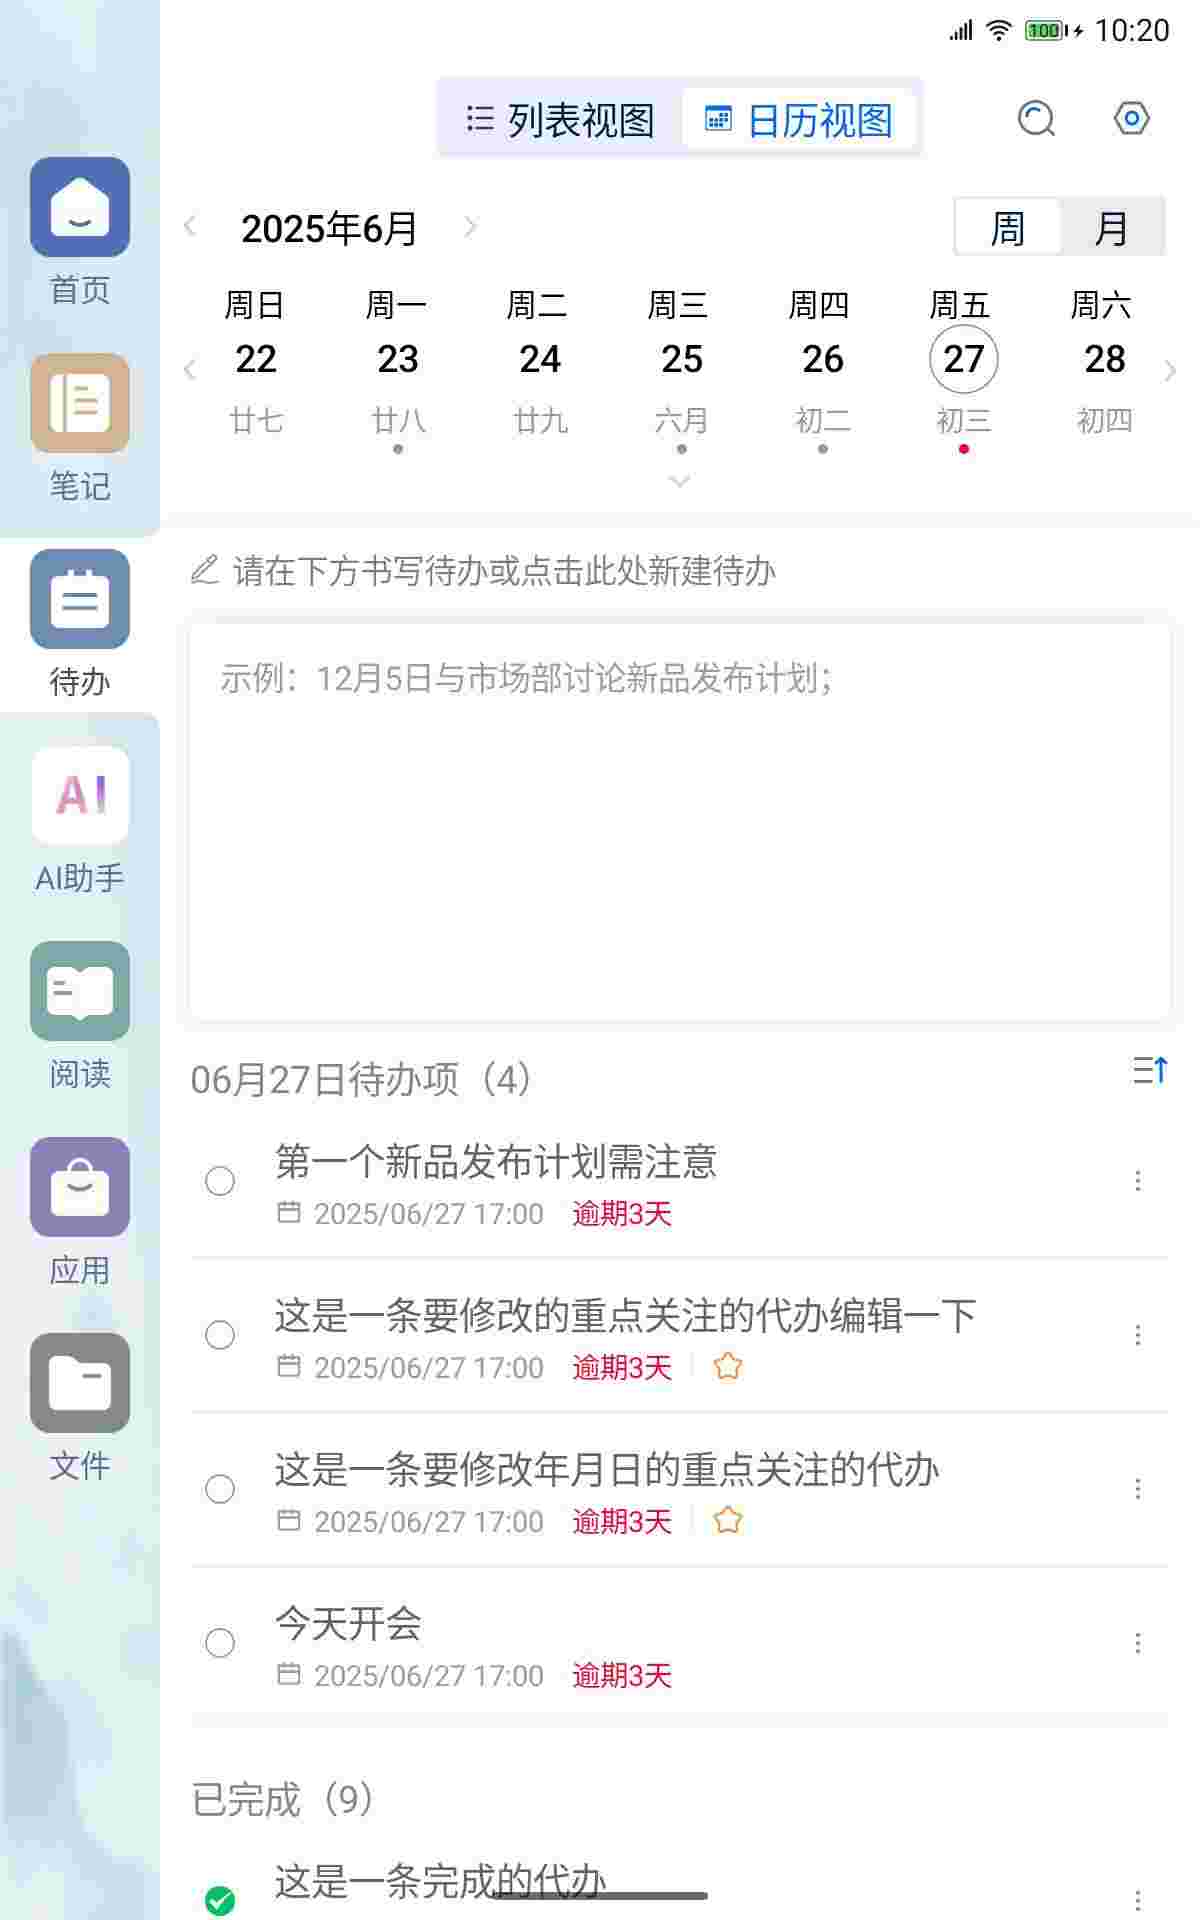 100 10:20
列表视图 日历视图
2025年6月
周 月
周日 周一 周二 周三 周四 周五 周六
22 23 24 25 26 27 28
廿七 廿八 廿九 六月 初二 初三 初四
首页
笔记
待办
AI
AI助手
阅读
应用
文件
请在下方书写待办或点击此处新建待办
示例：12月5日与市场部讨论新品发布计划；
06月27日待办项（4）
第一个新品发布计划需注意
2025/06/27 17:00 逾期3天
这是一条要修改的重点关注的代办编辑一下
2025/06/27 17:00 逾期3天
这是一条要修改年月日的重点关注的代办
2025/06/27 17:00 逾期3天
今天开会
2025/06/27 17:00 逾期3天
已完成（9）
这是一条完成的代办